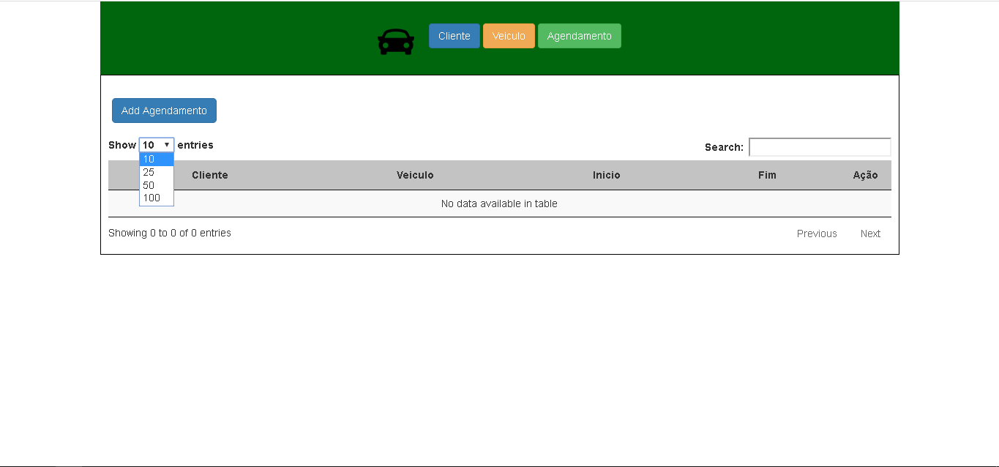 Cliente Veiculo Agendamento
Add Agendamento
Show 10 entries
Search:
10
25
50
100
Cliente Veiculo Inicio Fim Ação
No data available in table
Showing 0 to 0 of 0 entries
Previous Next